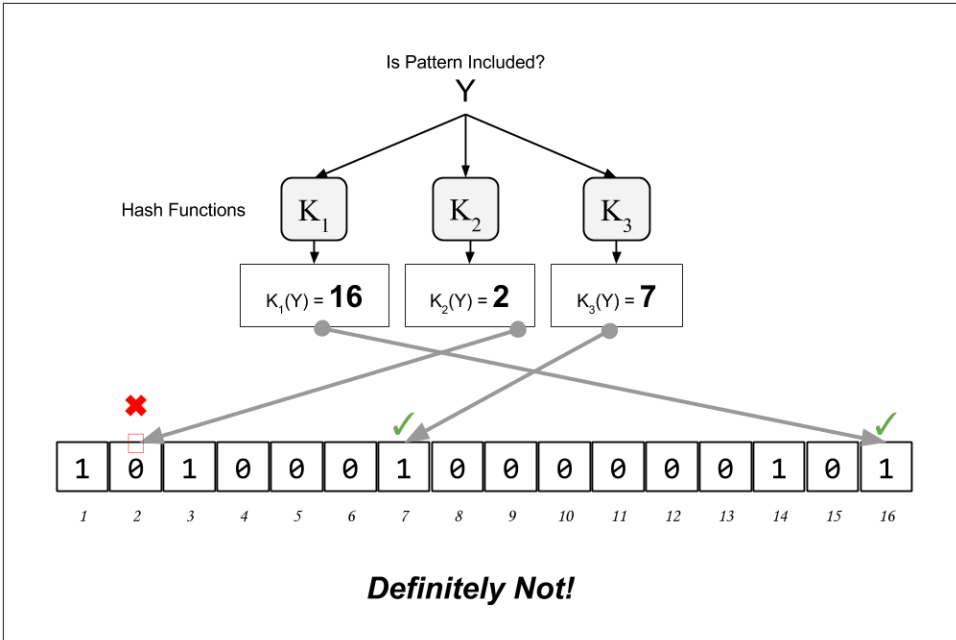 Is Pattern Included?
Y
Hash Functions
K1
K2
K3
K1(Y) = 16
K2(Y) = 2
K3(Y) = 7
✖ ✓ ✓
1 0 1 0 0 0 1 0 0 0 0 0 0 1 0 1
1 2 3 4 5 6 7 8 9 10 11 12 13 14 15 16
Definitely Not!